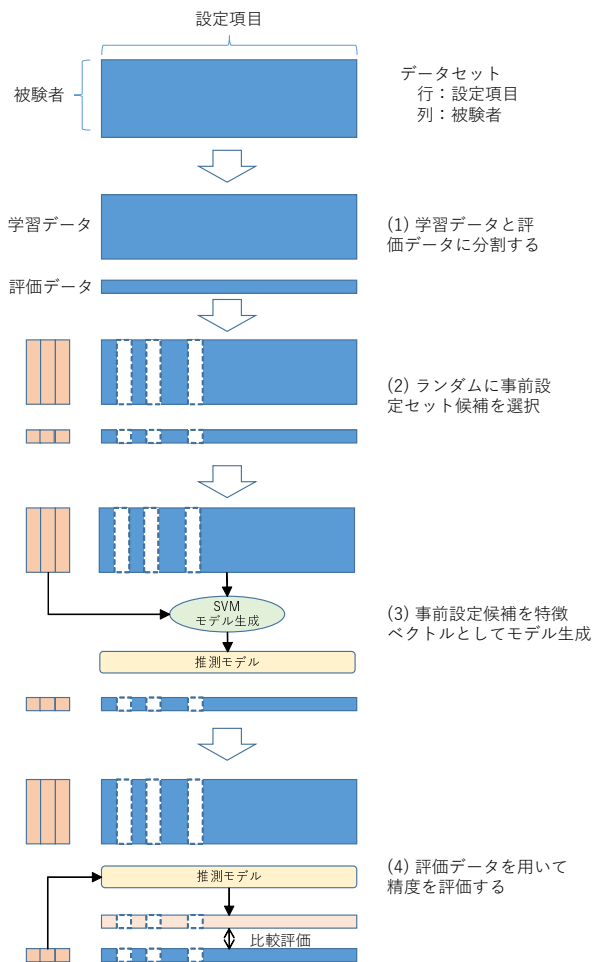 設定項目
被験者
データセット
行：設定項目
列：被験者
学習データ
(1) 学習データと評
価データに分割する
評価データ
(2) ランダムに事前設
定セット候補を選択
SVM
モデル生成
(3) 事前設定候補を特徴
ベクトルとしてモデル生成
推測モデル
(4) 評価データを用いて
精度を評価する
推測モデル
比較評価